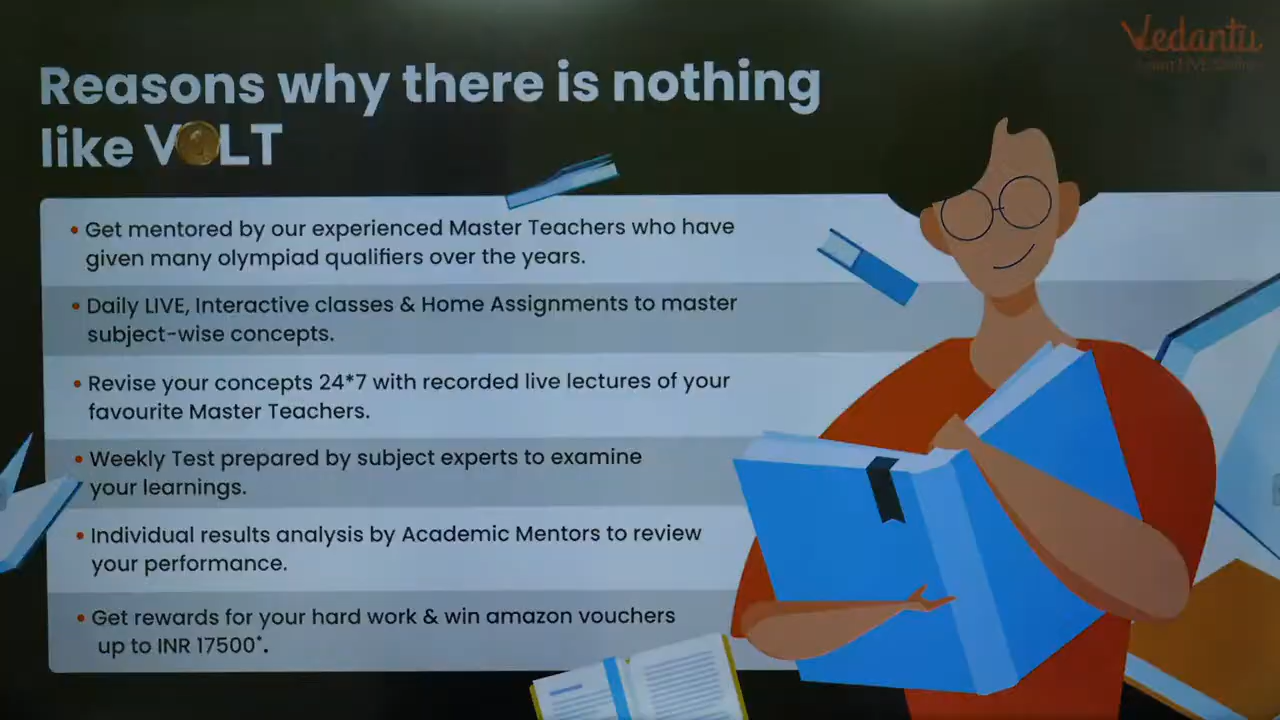 Vedantu
Reasons why there is nothing
like VOLT
• Get mentored by our experienced Master Teachers who have
given many olympiad qualifiers over the years.
• Daily LIVE, Interactive classes & Home Assignments to master
subject-wise concepts.
• Revise your concepts 24*7 with recorded live lectures of your
favourite Master Teachers.
• Weekly Test prepared by subject experts to examine
your learnings.
• Individual results analysis by Academic Mentors to review
your performance.
• Get rewards for your hard work & win amazon vouchers
up to INR 17500*.